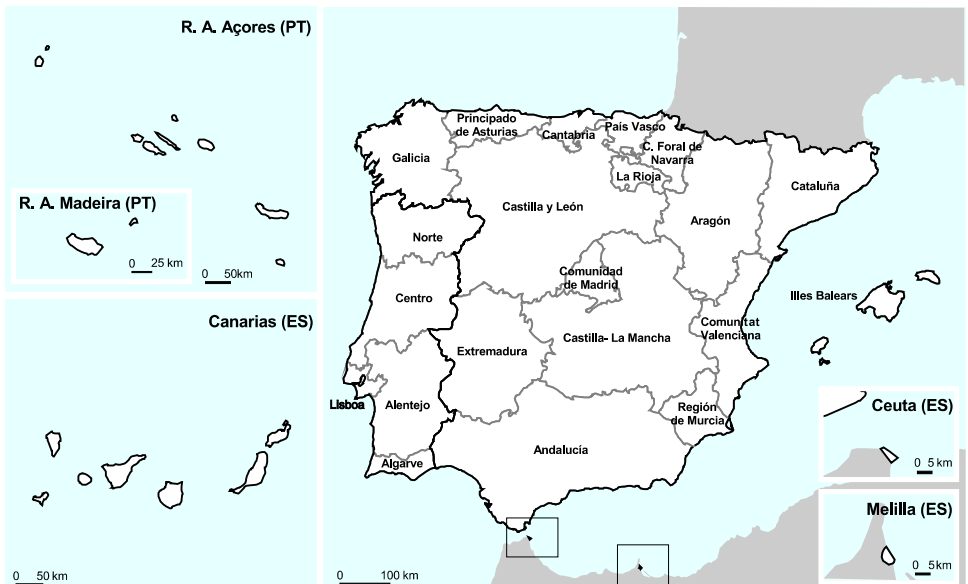 R. A. Açores (PT)
R. A. Madeira (PT)
0 25 km
0 50km
Canarias (ES)
0 50 km
Principado
de Asturias
Cantabria
País Vasco
C. Foral de
Navarra
Galicia
La Rioja
Cataluña
Castilla y León
Aragón
Norte
Comunidad
de Madrid
Centro
Illes Balears
Comunitat
Valenciana
Castilla- La Mancha
Extremadura
Lisboa
Alentejo
Región
de Murcia
Andalucía
Algarve
Ceuta (ES)
0 5 km
Melilla (ES)
0 5km
0 100 km